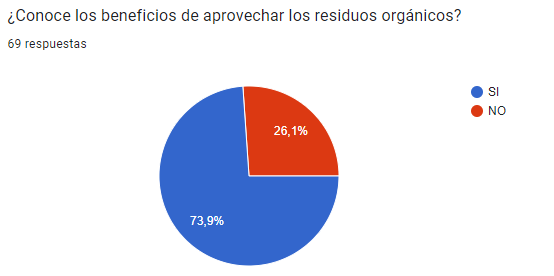 ¿Conoce los beneficios de aprovechar los residuos orgánicos?
69 respuestas
SI
NO
26,1%
73,9%